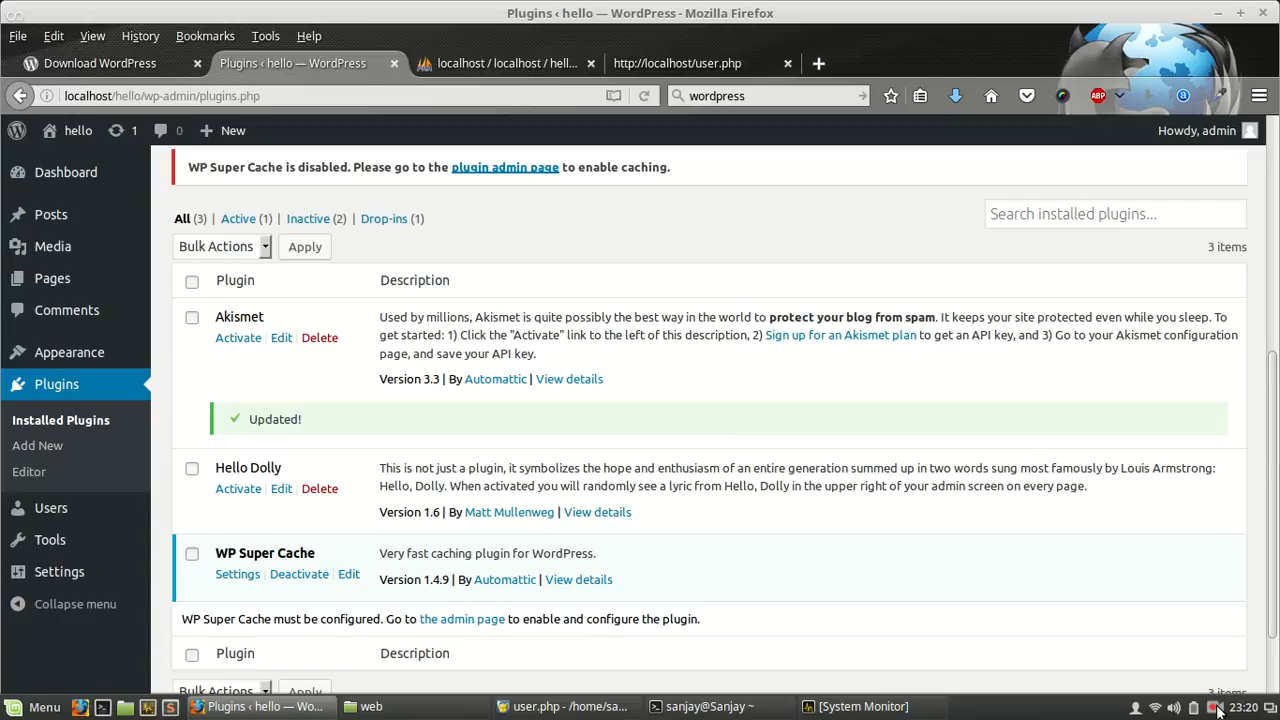 Plugins ‹ hello — WordPress - Mozilla Firefox
File Edit View History Bookmarks Tools Help
Download WordPress
Plugins ‹ hello — WordPress
localhost / localhost / hell...
http://localhost/user.php
localhost/hello/wp-admin/plugins.php
wordpress
ABP
hello 1 0 New
Howdy, admin
Dashboard
Posts
Media
Pages
Comments
Appearance
Plugins
Installed Plugins
Add New
Editor
Users
Tools
Settings
Collapse menu
WP Super Cache is disabled. Please go to the plugin admin page to enable caching.
All (3) | Active (1) | Inactive (2) | Drop-ins (1)
Search installed plugins...
Bulk Actions Apply
3 items
Plugin Description
Akismet
Activate | Edit | Delete
Used by millions, Akismet is quite possibly the best way in the world to protect your blog from spam. It keeps your site protected even while you sleep. To
get started: 1) Click the "Activate" link to the left of this description, 2) Sign up for an Akismet plan to get an API key, and 3) Go to your Akismet configuration
page, and save your API key.
Version 3.3 | By Automattic | View details
Updated!
Hello Dolly
Activate | Edit | Delete
This is not just a plugin, it symbolizes the hope and enthusiasm of an entire generation summed up in two words sung most famously by Louis Armstrong:
Hello, Dolly. When activated you will randomly see a lyric from Hello, Dolly in the upper right of your admin screen on every page.
Version 1.6 | By Matt Mullenweg | View details
WP Super Cache
Settings | Deactivate | Edit
Very fast caching plugin for WordPress.
Version 1.4.9 | By Automattic | View details
WP Super Cache must be configured. Go to the admin page to enable and configure the plugin.
Plugin Description
Bulk Actions Apply
3 items
Menu
Plugins ‹ hello — Wo...
web
user.php - /home/sa...
sanjay@Sanjay ~
[System Monitor]
23:20